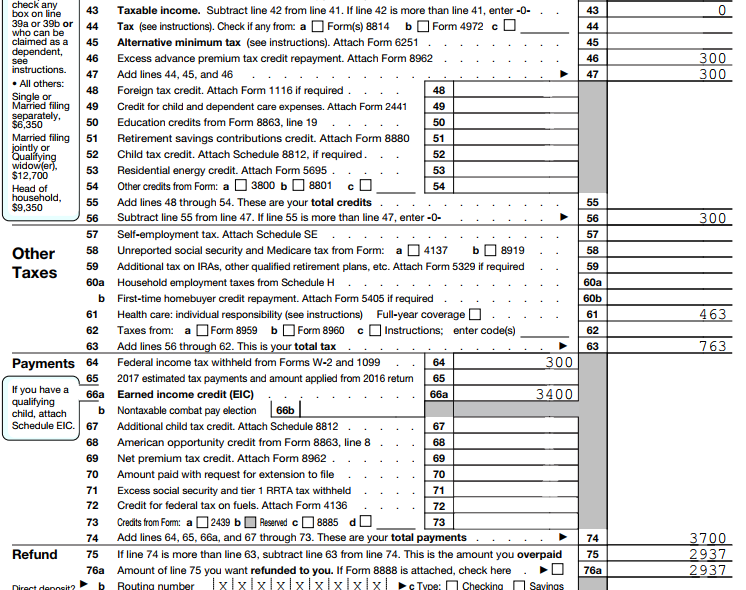 check any
box on line
39a or 39b or
who can be
claimed as a
dependent,
see
instructions.
• All others:
Single or
Married filing
separately,
$6,350
Married filing
jointly or
Qualifying
widow(er),
$12,700
Head of
household,
$9,350
43 Taxable income. Subtract line 42 from line 41. If line 42 is more than line 41, enter -0- . . 43 0
44 Tax (see instructions). Check if any from: a Form(s) 8814 b Form 4972 c 44
45 Alternative minimum tax (see instructions). Attach Form 6251 . . . . . . . . 45
46 Excess advance premium tax credit repayment. Attach Form 8962 . . . . . . . 46 300
47 Add lines 44, 45, and 46 . . . . . . . . . . . . . . ▶ 47 300
48 Foreign tax credit. Attach Form 1116 if required . . . . 48
49 Credit for child and dependent care expenses. Attach Form 2441 49
50 Education credits from Form 8863, line 19 . . . . . 50
51 Retirement savings contributions credit. Attach Form 8880 51
52 Child tax credit. Attach Schedule 8812, if required . . . 52
53 Residential energy credit. Attach Form 5695 . . . . . 53
54 Other credits from Form: a 3800 b 8801 c 54
55 Add lines 48 through 54. These are your total credits . . . . . . . . . . 55
56 Subtract line 55 from line 47. If line 55 is more than line 47, enter -0- . . . . . . ▶ 56 300
Other Taxes
57 Self-employment tax. Attach Schedule SE . . . . . . . . . . . 57
58 Unreported social security and Medicare tax from Form: a 4137 b 8919 . . 58
59 Additional tax on IRAs, other qualified retirement plans, etc. Attach Form 5329 if required . . 59
60a Household employment taxes from Schedule H . . . . . . . . . . 60a
b First-time homebuyer credit repayment. Attach Form 5405 if required . . . . . . . 60b
61 Health care: individual responsibility (see instructions) Full-year coverage . . . . . 61 463
62 Taxes from: a Form 8959 b Form 8960 c Instructions; enter code(s) 62
63 Add lines 56 through 62. This is your total tax . . . . . . . . . . . ▶ 63 763
Payments
If you have a
qualifying
child, attach
Schedule EIC.
64 Federal income tax withheld from Forms W-2 and 1099 . . 64 300
65 2017 estimated tax payments and amount applied from 2016 return 65
66a Earned income credit (EIC) . . . . . . . . . 66a 3400
b Nontaxable combat pay election 66b
67 Additional child tax credit. Attach Schedule 8812 . . . . 67
68 American opportunity credit from Form 8863, line 8 . . . 68
69 Net premium tax credit. Attach Form 8962 . . . . . . 69
70 Amount paid with request for extension to file . . . . . 70
71 Excess social security and tier 1 RRTA tax withheld . . . . 71
72 Credit for federal tax on fuels. Attach Form 4136 . . . . 72
73 Credits from Form: a 2439 b Reserved c 8885 d 73
74 Add lines 64, 65, 66a, and 67 through 73. These are your total payments . . . . . ▶ 74 3700
Refund
75 If line 74 is more than line 63, subtract line 63 from line 74. This is the amount you overpaid 75 2937
76a Amount of line 75 you want refunded to you. If Form 8888 is attached, check here . ▶ 76a 2937
Direct deposit? ▶ b Routing number X X X X X X X X X ▶ c Type: Checking Savings